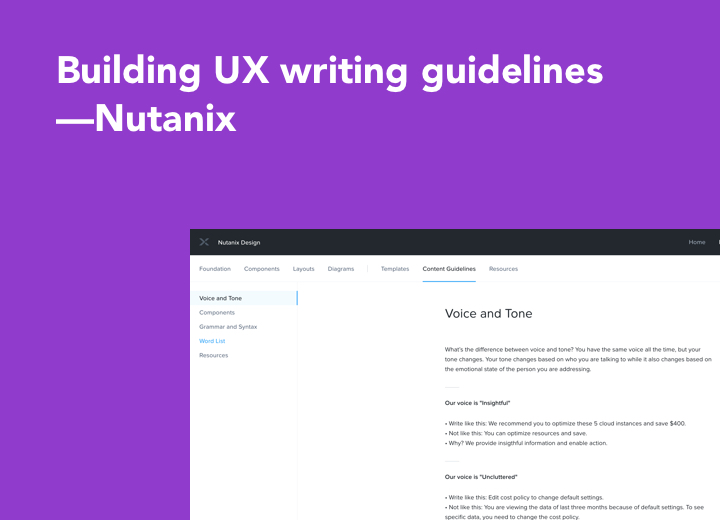 Building UX writing guidelines
—Nutanix
Nutanix Design
Home
Foundation Components Layouts Diagrams Templates Content Guidelines Resources
Voice and Tone
Components
Grammar and Syntax
Word List
Resources
Voice and Tone
What's the difference between voice and tone? You have the same voice all the time, but your
tone changes. Your tone changes based on who you are talking to while it also changes based on
the emotional state of the person you are addressing.
Our voice is "Insightful"
• Write like this: We recommend you to optimize these 5 cloud instances and save $400.
• Not like this: You can optimize resources and save.
• Why? We provide insigthful information and enable action.
Our voice is "Uncluttered"
• Write like this: Edit cost policy to change default settings.
• Not like this: You are viewing the data of last three months because of default settings. To see
specific data, you need to change the cost policy.